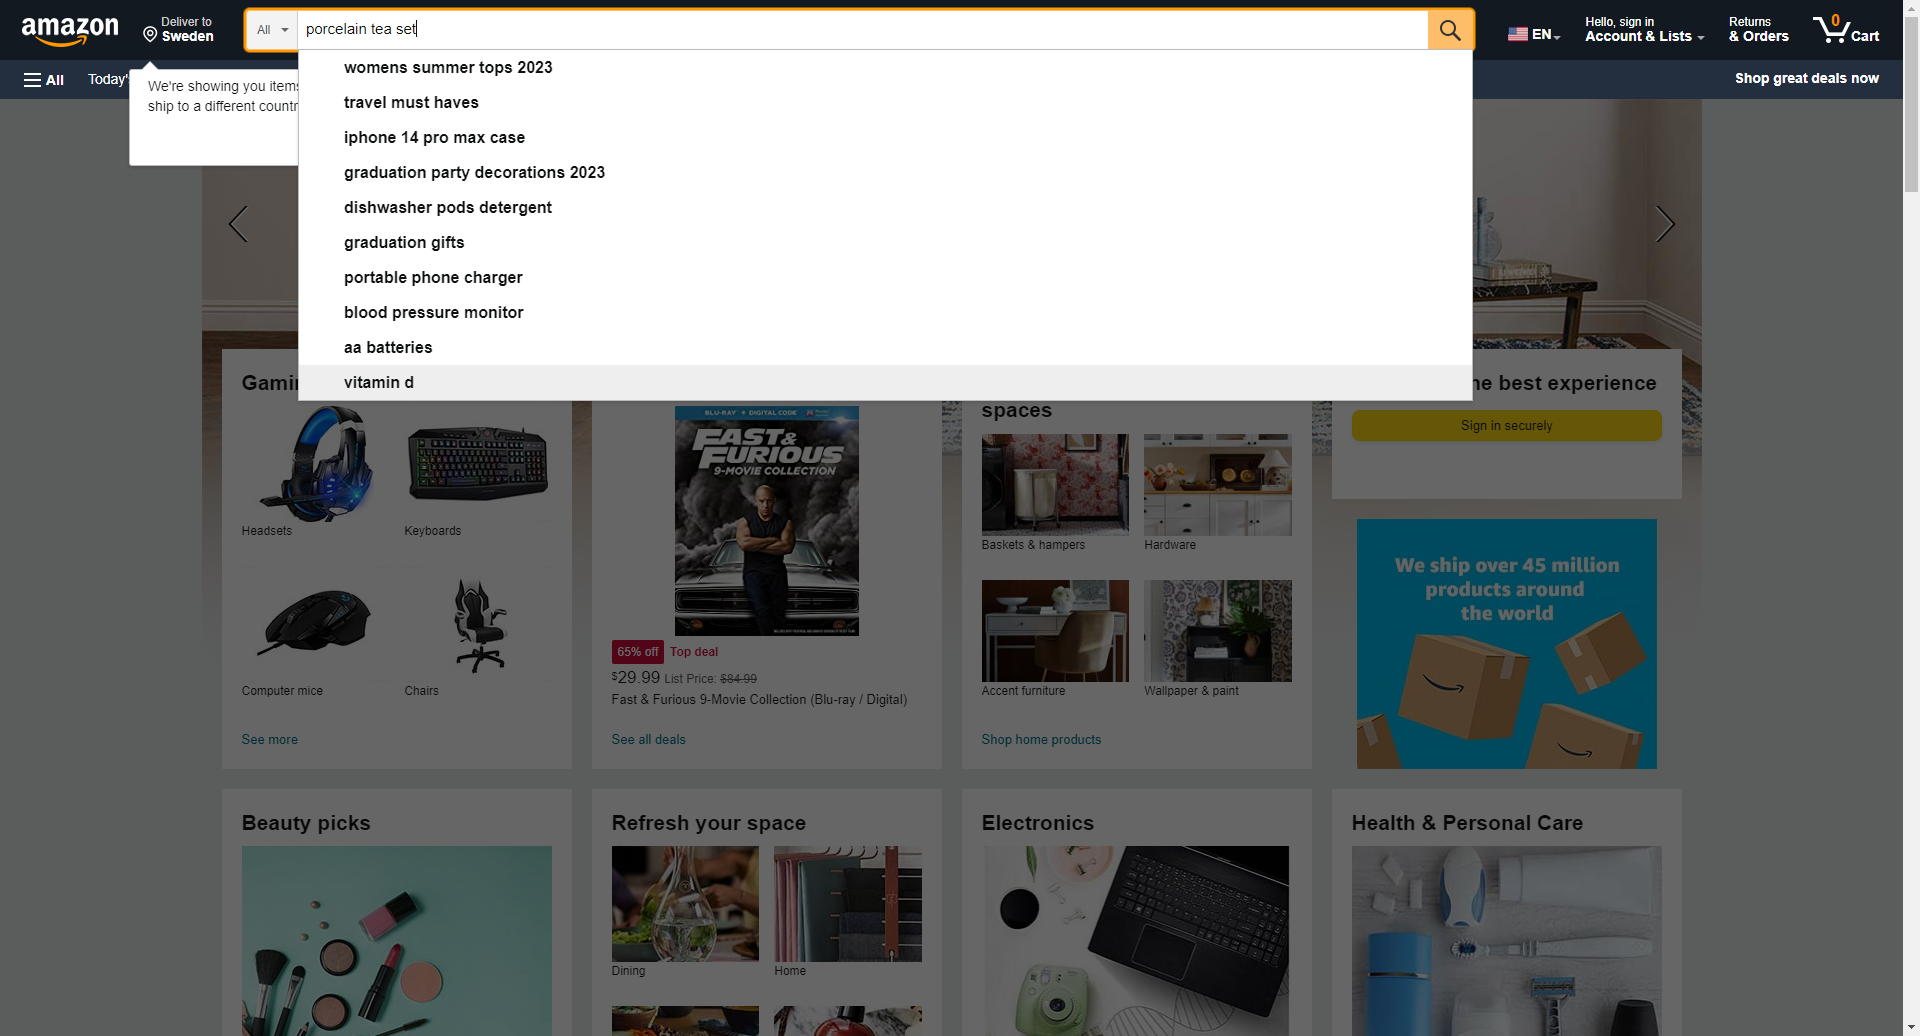 amazon
Deliver to
Sweden
All
porcelain tea set
EN
Hello, sign in
Account & Lists
Returns
& Orders
0
Cart
All
Today'
Shop great deals now
We're showing you items
ship to a different countr
womens summer tops 2023
travel must haves
iphone 14 pro max case
graduation party decorations 2023
dishwasher pods detergent
graduation gifts
portable phone charger
blood pressure monitor
aa batteries
vitamin d
Gami
Headsets
Keyboards
Computer mice
Chairs
See more
BLU-RAY + DIGITAL CODE
FAST &
FURIOUS
9-MOVIE COLLECTION
65% off
Top deal
$29.99 List Price: $84.99
Fast & Furious 9-Movie Collection (Blu-ray / Digital)
See all deals
spaces
Baskets & hampers
Hardware
Accent furniture
Wallpaper & paint
Shop home products
ne best experience
Sign in securely
We ship over 45 million
products around
the world
Beauty picks
Refresh your space
Dining
Home
Electronics
Health & Personal Care